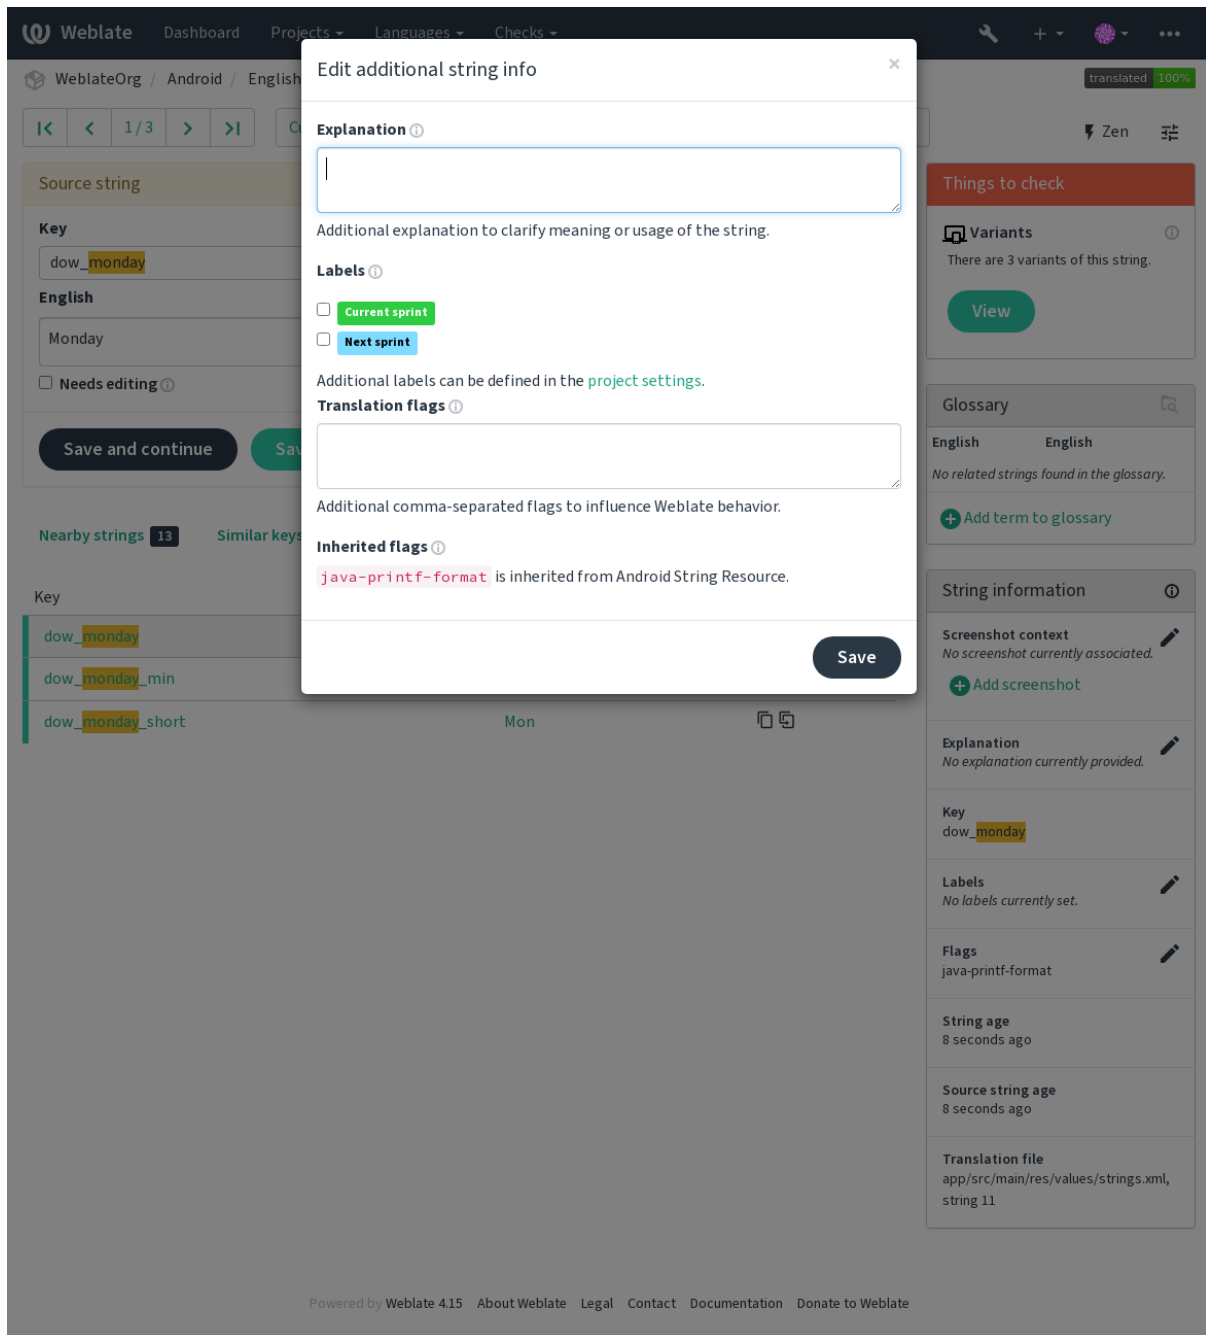 Weblate Dashboard Projects Languages Checks
WeblateOrg / Android / English
translated 100%
1 / 3
Zen
Edit additional string info
×
Explanation
Additional explanation to clarify meaning or usage of the string.
Labels
Current sprint
Next sprint
Additional labels can be defined in the project settings.
Translation flags
Additional comma-separated flags to influence Weblate behavior.
Inherited flags
java-printf-format is inherited from Android String Resource.
Save
Source string
Key
dow_monday
English
Monday
Needs editing
Save and continue
Nearby strings 13 Similar keys
Key
dow_monday
dow_monday_min
dow_monday_short Mon
Things to check
Variants
There are 3 variants of this string.
View
Glossary
English English
No related strings found in the glossary.
Add term to glossary
String information
Screenshot context
No screenshot currently associated.
Add screenshot
Explanation
No explanation currently provided.
Key
dow_monday
Labels
No labels currently set.
Flags
java-printf-format
String age
8 seconds ago
Source string age
8 seconds ago
Translation file
app/src/main/res/values/strings.xml,
string 11
Powered by Weblate 4.15 About Weblate Legal Contact Documentation Donate to Weblate